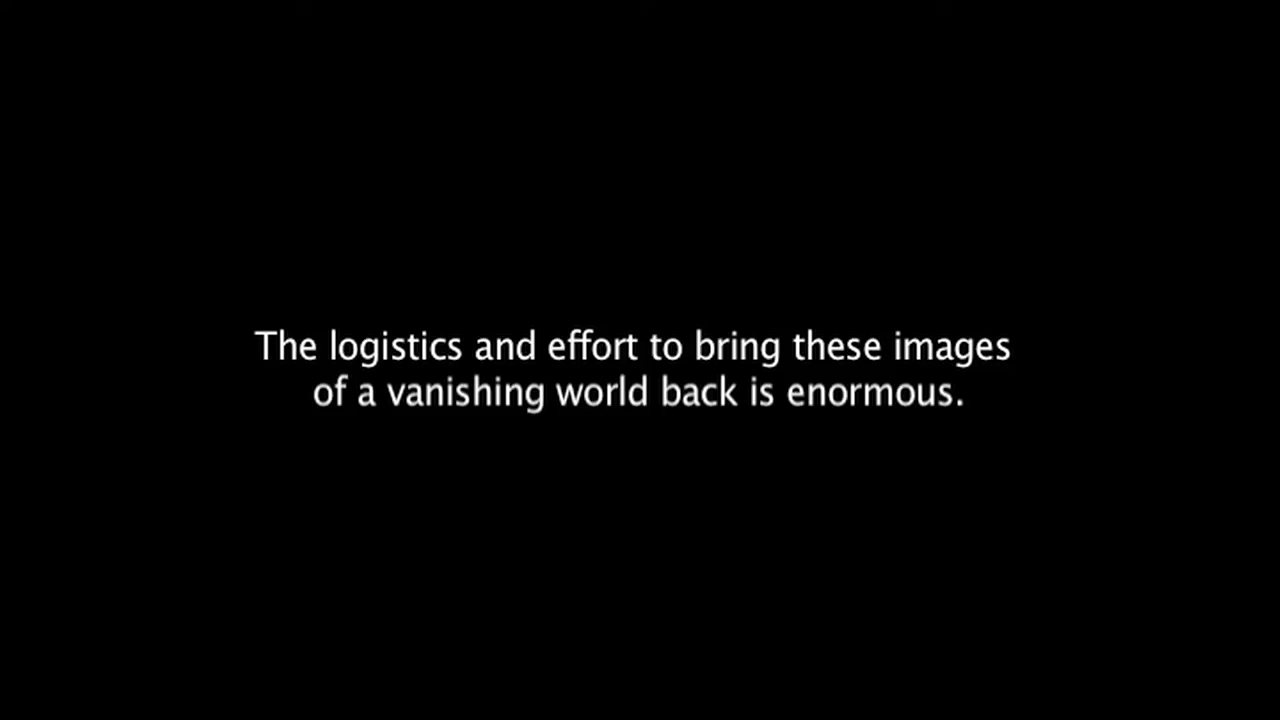 The logistics and effort to bring these images
of a vanishing world back is enormous.